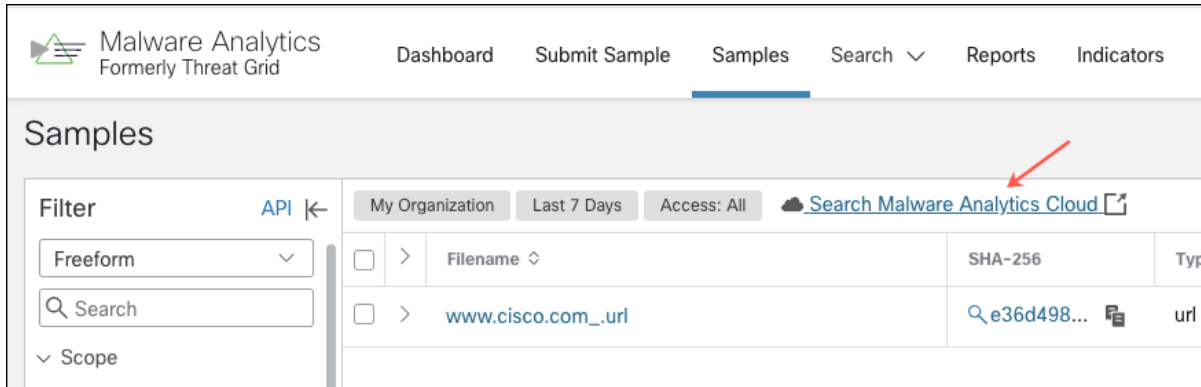 Malware Analytics
Formerly Threat Grid
Dashboard Submit Sample Samples Search Reports Indicators
Samples
Filter API
My Organization Last 7 Days Access: All Search Malware Analytics Cloud
Freeform
Filename SHA-256 Typ
Search
www.cisco.com_.url e36d498... url
Scope